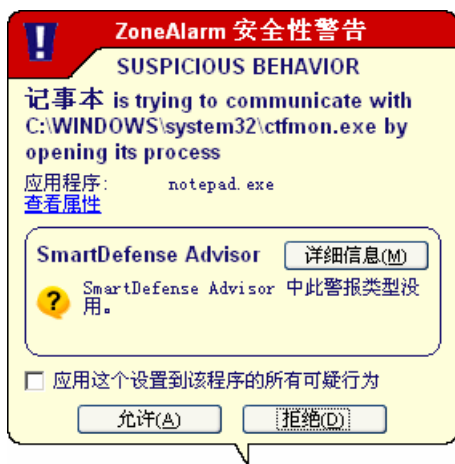 ZoneAlarm 安全性警告
SUSPICIOUS BEHAVIOR
记事本 is trying to communicate with
C:\WINDOWS\system32\ctfmon.exe by
opening its process
应用程序: notepad.exe
查看属性
SmartDefense Advisor 详细信息(M)
SmartDefense Advisor 中此警报类型没
用。
应用这个设置到该程序的所有可疑行为
允许(A) 拒绝(D)